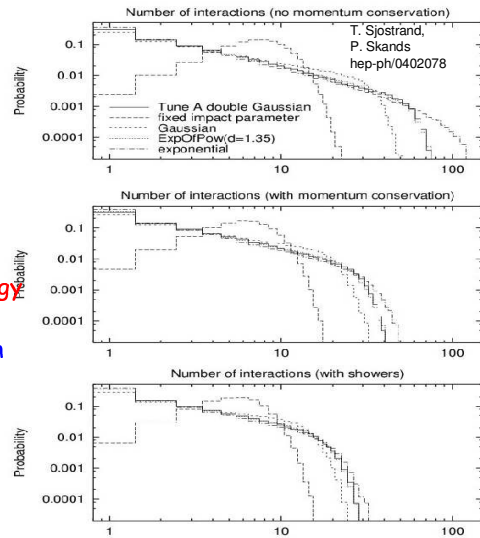 Number of interactions (no momentum conservation)
T. Sjostrand,
P. Skands
hep-ph/0402078
Probability
0.1
0.01
0.001
0.0001
Tune A double Gaussian
fixed impact parameter
Gaussian
ExpOfPow(d=1.35)
exponential
1
10
100
Number of interactions (with momentum conservation)
Probability
0.1
0.01
0.001
0.0001
1
10
100
gy
Number of interactions (with showers)
Probability
0.1
0.01
0.001
0.0001
1
10
100